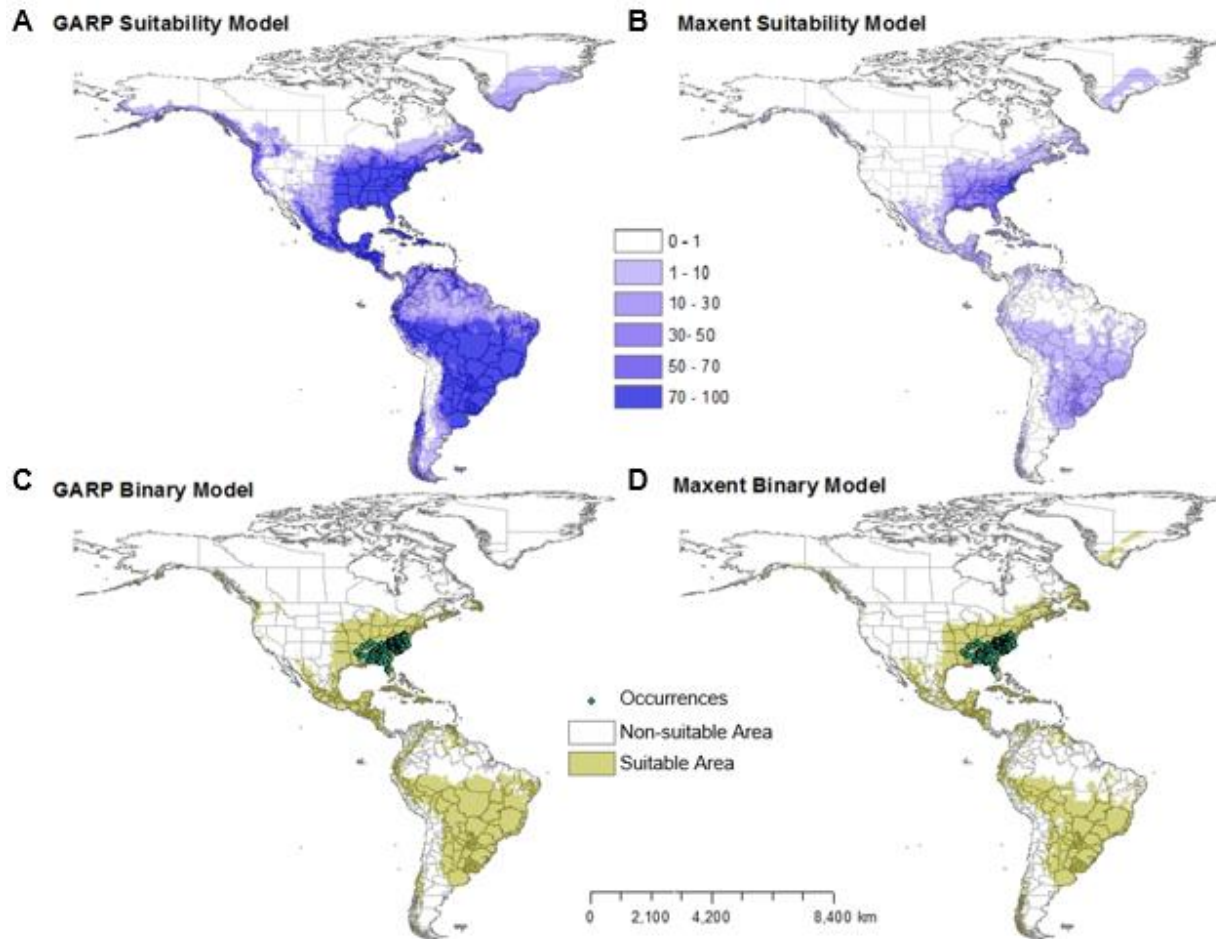 A GARP Suitability Model
B Maxent Suitability Model
0 - 1
1 - 10
10 - 30
30- 50
50 - 70
70 - 100
C GARP Binary Model
D Maxent Binary Model
Occurrences
Non-suitable Area
Suitable Area
0 2,100 4,200 8,400 km